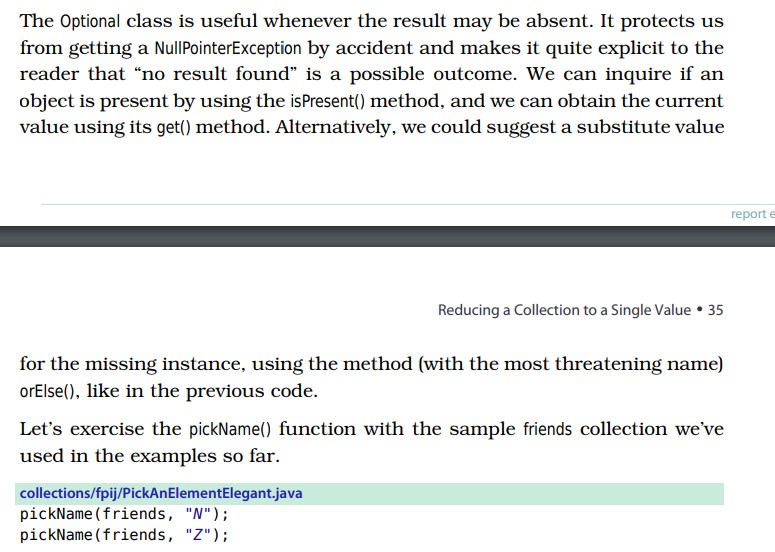 The Optional class is useful whenever the result may be absent. It protects us
from getting a NullPointerException by accident and makes it quite explicit to the
reader that “no result found” is a possible outcome. We can inquire if an
object is present by using the isPresent() method, and we can obtain the current
value using its get() method. Alternatively, we could suggest a substitute value
report e
Reducing a Collection to a Single Value • 35
for the missing instance, using the method (with the most threatening name)
orElse(), like in the previous code.
Let’s exercise the pickName() function with the sample friends collection we’ve
used in the examples so far.
collections/fpij/PickAnElementElegant.java
pickName(friends, "N");
pickName(friends, "Z");